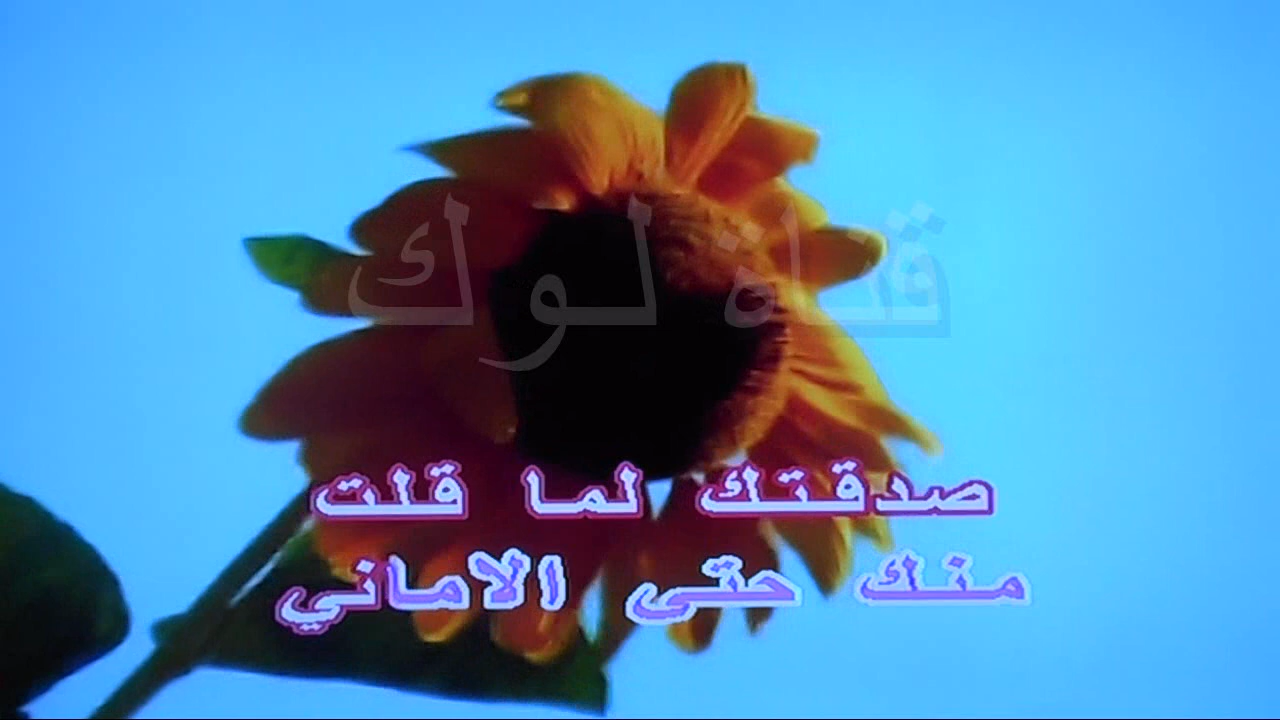 قناة لوك
صدقتك لما قلت
منك حتى الاماني